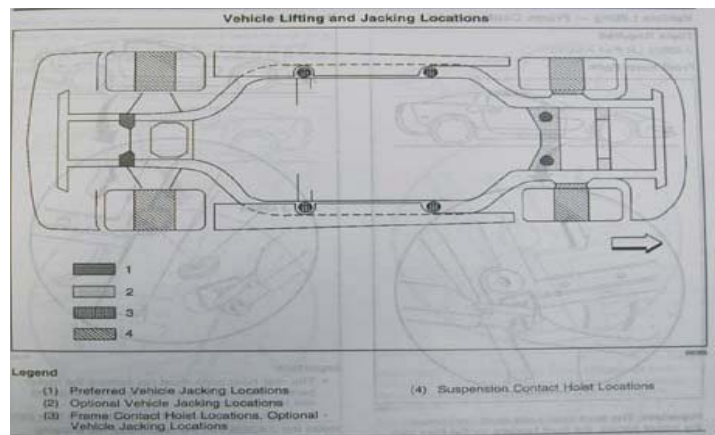 Vehicle Lifting and Jacking Locations
1
2
3
4
Legend
(1) Preferred Vehicle Jacking Locations
(2) Optional Vehicle Jacking Locations
(3) Frame Contact Hoist Locations, Optional
Vehicle Jacking Locations
(4) Suspension Contact Hoist Locations